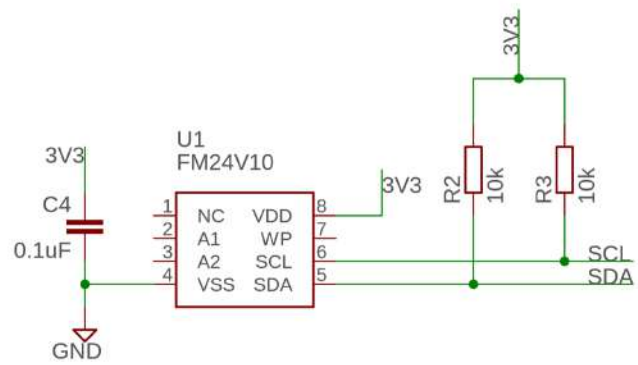 3V3
U1
FM24V10
3V3
3V3
C4
0.1uF
R2
10k
R3
10k
1 NC VDD 8
2 A1 WP 7
3 A2 SCL 6
4 VSS SDA 5
SCL
SDA
GND